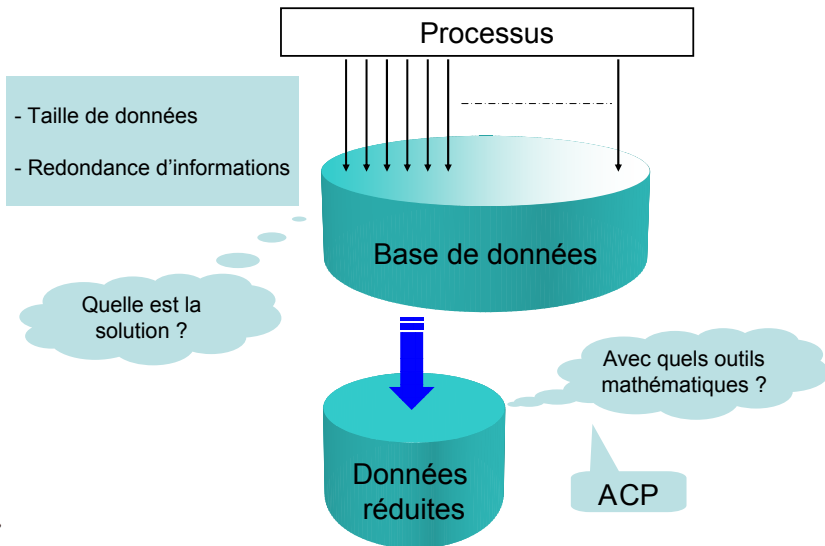 Processus
- Taille de données
- Redondance d'informations
Base de données
Quelle est la
solution ?
Avec quels outils
mathématiques ?
Données
réduites
ACP